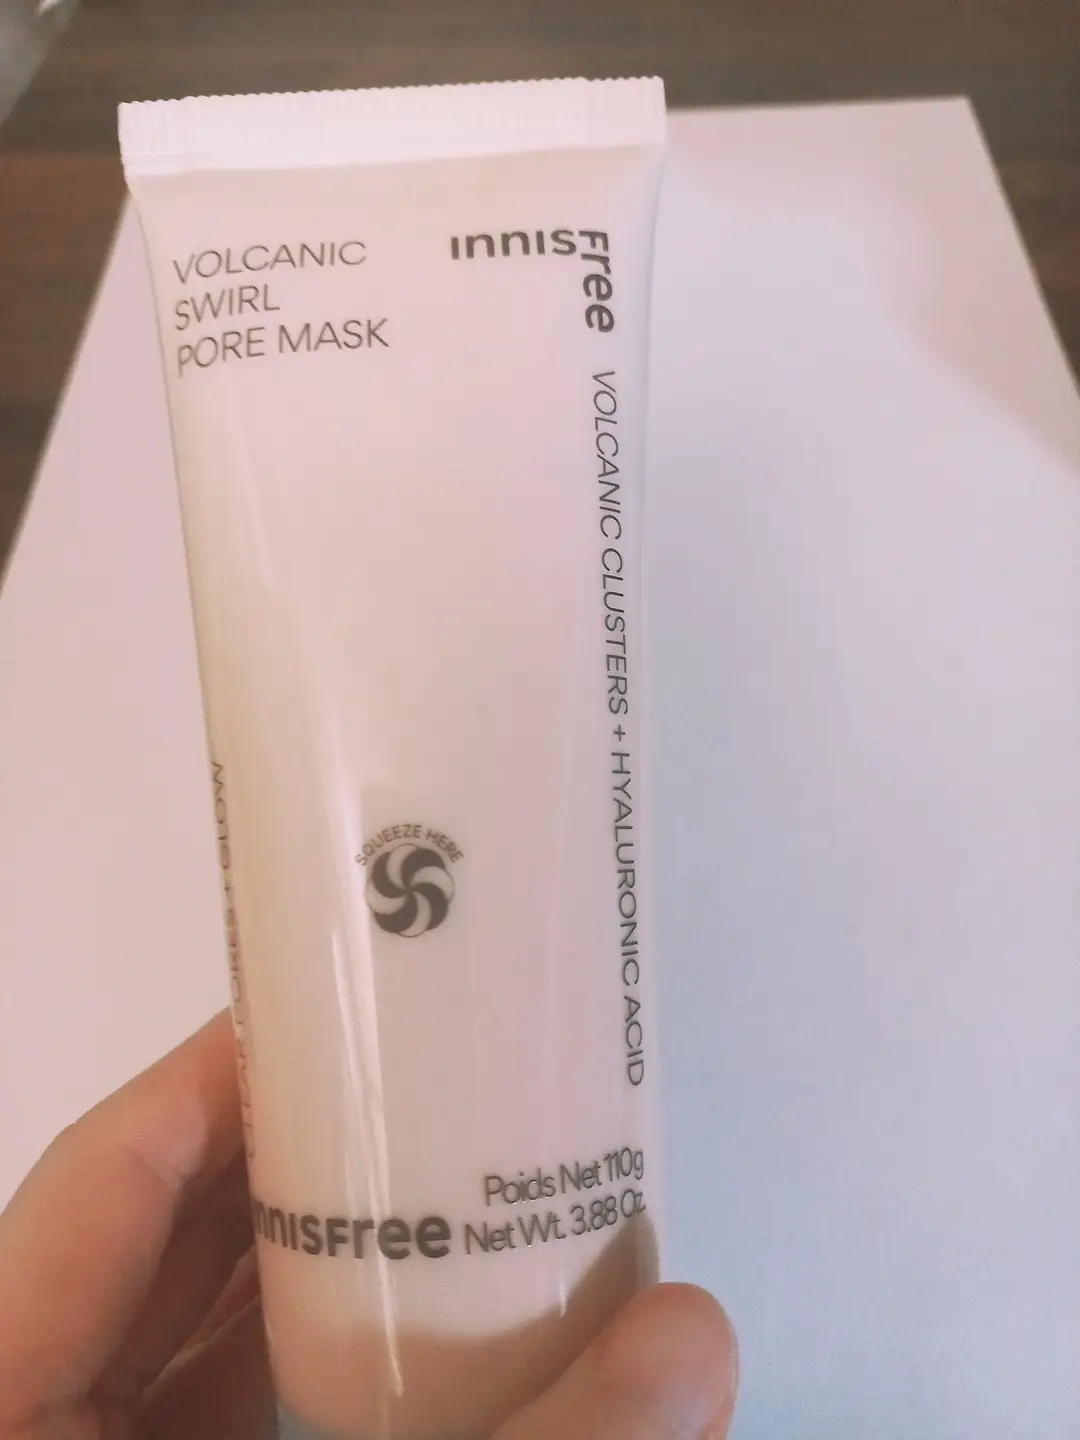 VOLCANIC
SWIRL
PORE MASK
INNISFree
VOLCANIC CLUSTERS + HYALURONIC ACID
SQUEEZE HERE
Poids Net 110g
Net Wt. 3.88 Oz
INNISFree